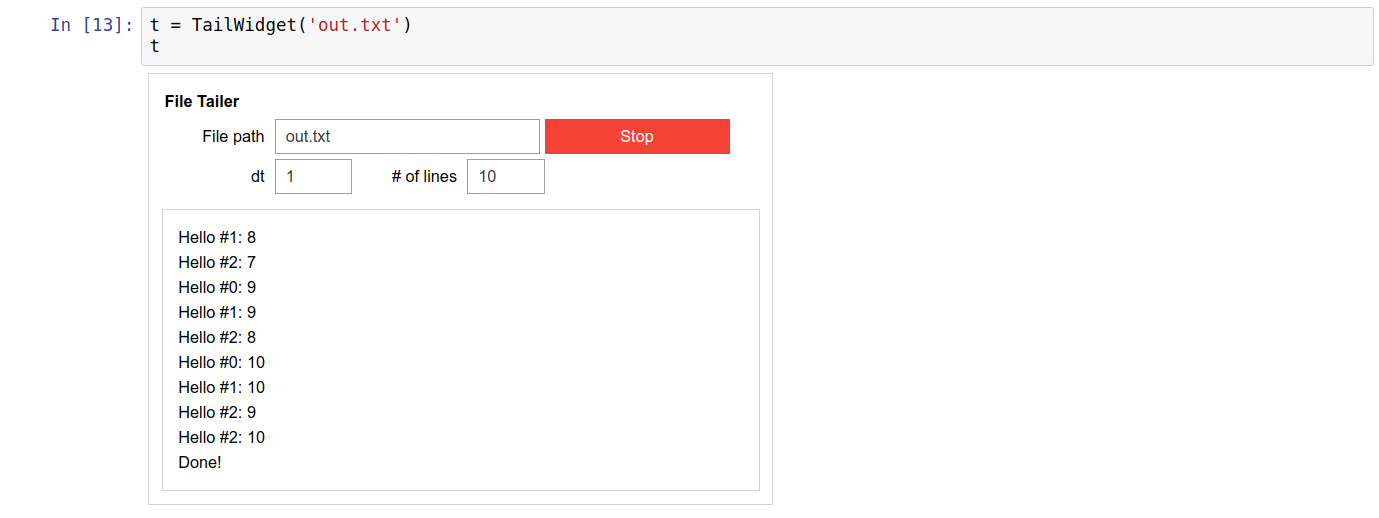 In [13]: t = TailWidget('out.txt')
t
File Tailer
File path out.txt Stop
dt 1 # of lines 10
Hello #1: 8
Hello #2: 7
Hello #0: 9
Hello #1: 9
Hello #2: 8
Hello #0: 10
Hello #1: 10
Hello #2: 9
Hello #2: 10
Done!